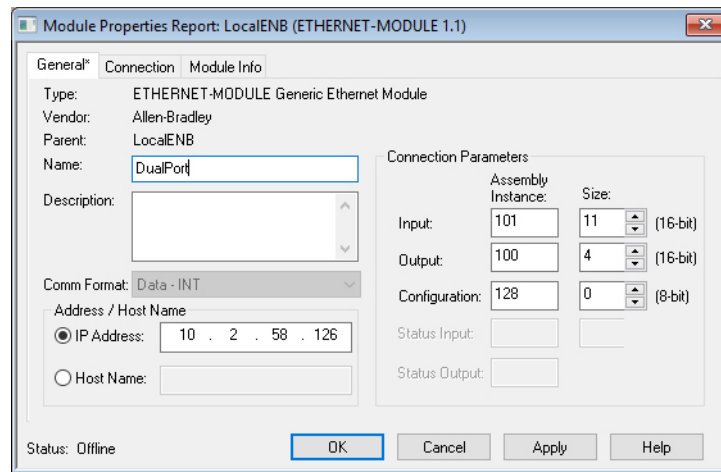 Module Properties Report: LocalENB (ETHERNET-MODULE 1.1)
General* Connection Module Info
Type: ETHERNET-MODULE Generic Ethernet Module
Vendor: Allen-Bradley
Parent: LocalENB
Name: DualPort
Description:
Comm Format: Data - INT
Address / Host Name
IP Address: 10 . 2 . 58 . 126
Host Name:
Connection Parameters
Assembly Instance: Size:
Input: 101 11 (16-bit)
Output: 100 4 (16-bit)
Configuration: 128 0 (8-bit)
Status Input:
Status Output:
Status: Offline
OK Cancel Apply Help